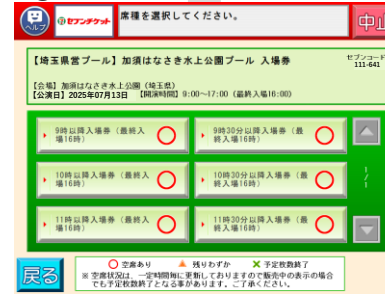 ヘルプ
セブンチケット
席種を選択してください。
中止
【埼玉県営プール】加須はなさき水上公園プール 入場券
セブンコード
111-641
【会場】加須はなさき水上公園（埼玉県）
【公演日】2025年07月13日 【開演時間】9:00～17:00（最終入場16:00）
9時以降入場券（最終入
場16時）
9時30分以降入場券（最
終入場16時）
10時以降入場券（最終入
場16時）
10時30分以降入場券（最
終入場16時）
1/1
11時以降入場券（最終入
場16時）
11時30分以降入場券（最
終入場16時）
戻る
空席あり 残りわずか 予定枚数終了
※ 空席状況は、一定時間毎に更新しておりますので販売中の表示の場合
でも予定枚数終了となる事があります。ご了承ください。